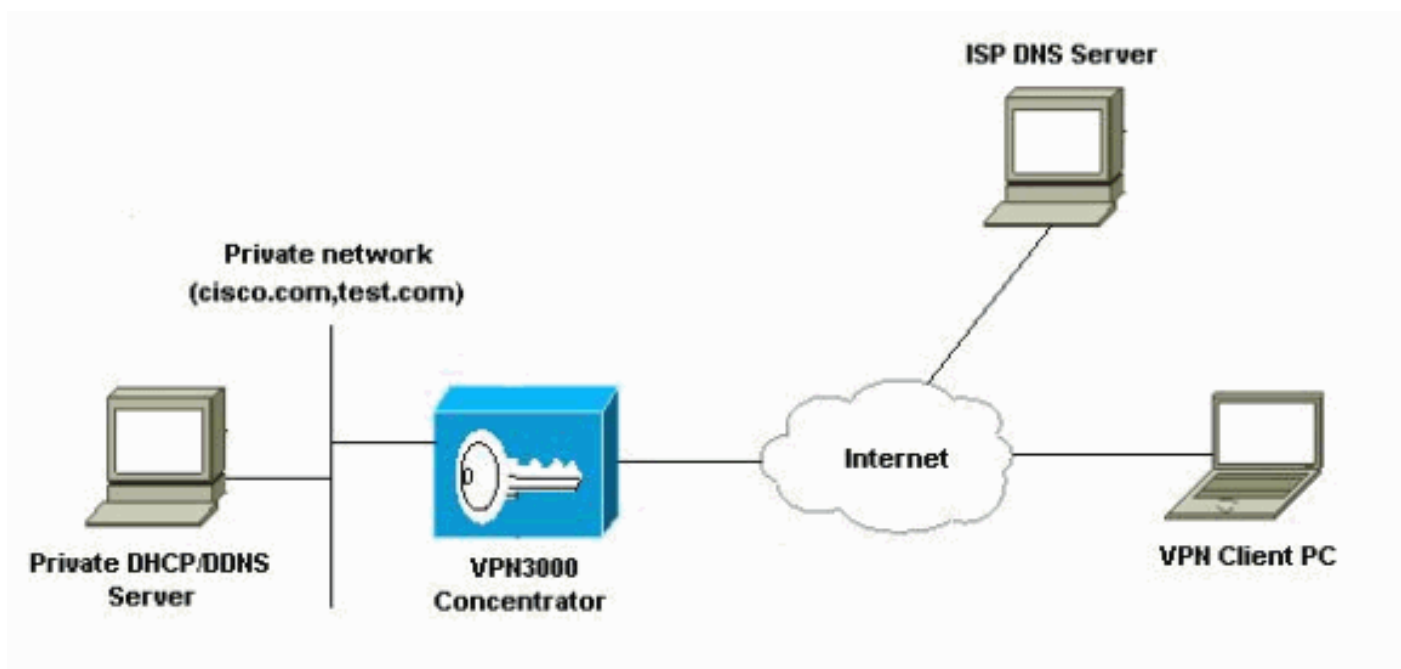 ISP DNS Server
Private network
(cisco.com,test.com)
Internet
Private DHCP/DDNS
Server
VPN3000
Concentrator
VPN Client PC